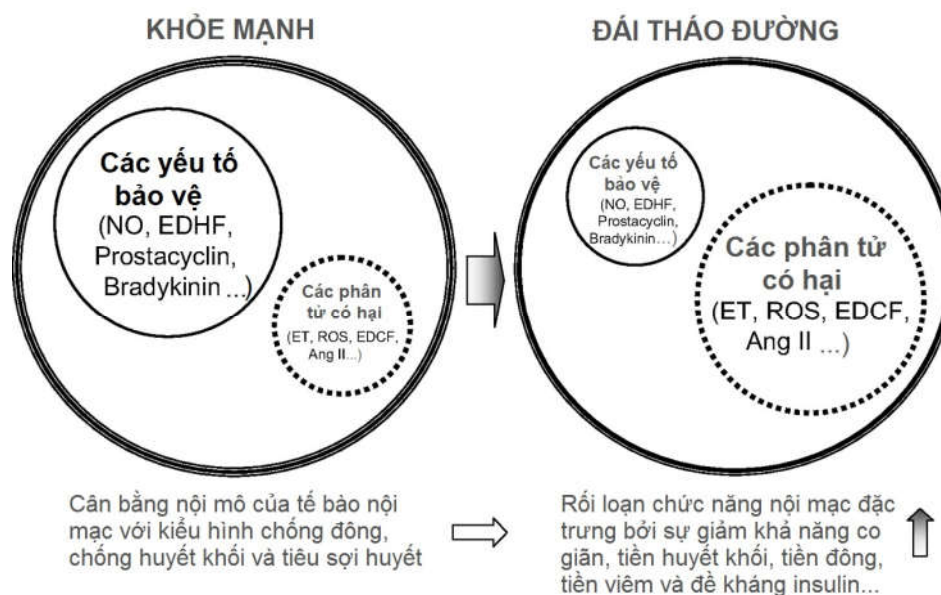 KHỎE MẠNH
Các yếu tố
bảo vệ
(NO, EDHF,
Prostacyclin,
Bradykinin ...)
Các phân
tử có hại
(ET, ROS, EDCF,
Ang II...)
Cân bằng nội mô của tế bào nội
mạc với kiểu hình chống đông,
chống huyết khối và tiêu sợi huyết
ĐÁI THÁO ĐƯỜNG
Các yếu tố
bảo vệ
(NO, EDHF,
Prostacyclin,
Bradykinin...)
Các phân tử
có hại
(ET, ROS, EDCF,
Ang II ...)
Rối loạn chức năng nội mạc đặc
trưng bởi sự giảm khả năng co
giãn, tiền huyết khối, tiền đông,
tiền viêm và đề kháng insulin...